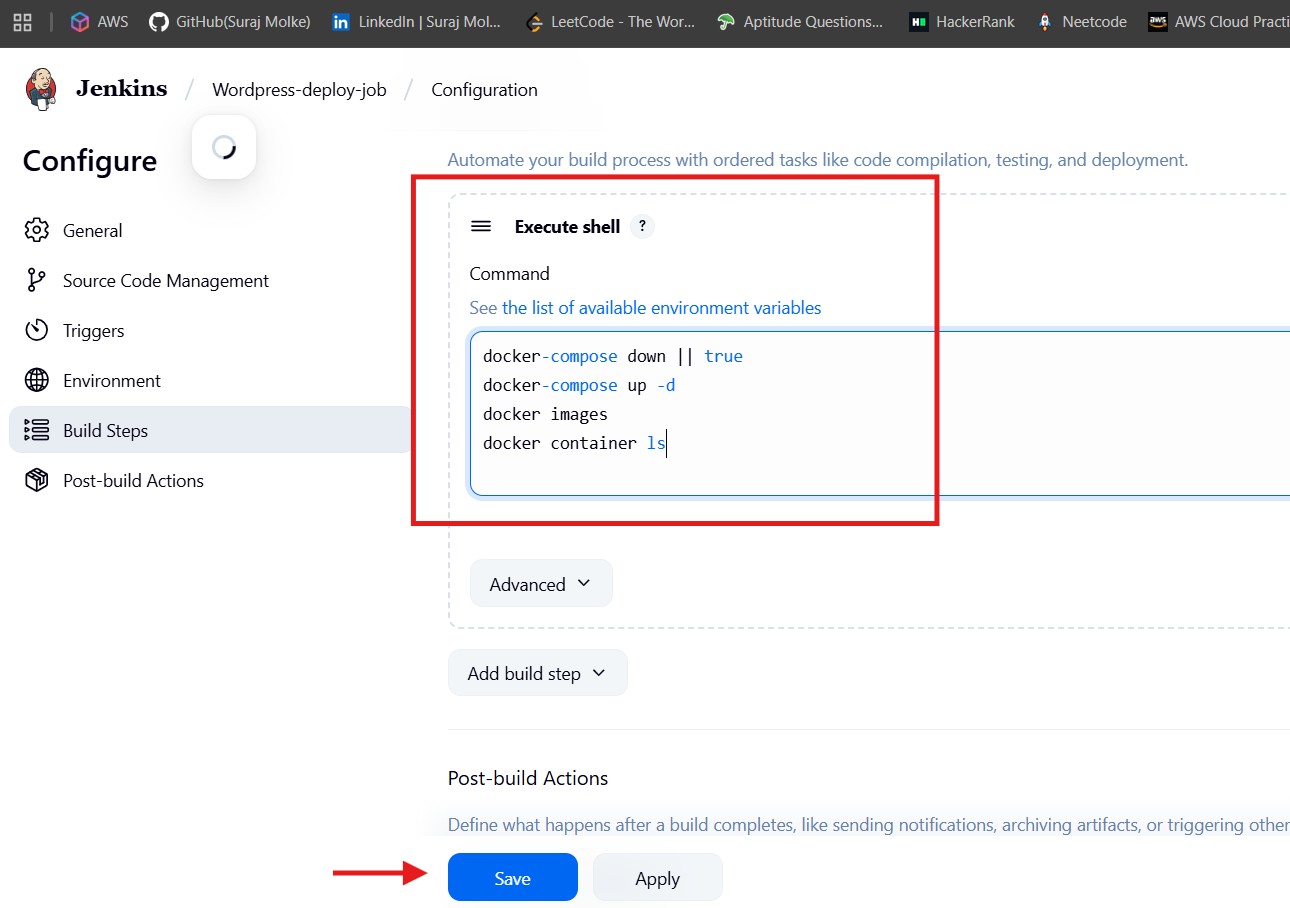 AWS GitHub(Suraj Molke) LinkedIn | Suraj Mol... LeetCode - The Wor... Aptitude Questions... HackerRank Neetcode AWS Cloud Practi
Jenkins / Wordpress-deploy-job / Configuration
Configure
General
Source Code Management
Triggers
Environment
Build Steps
Post-build Actions
Automate your build process with ordered tasks like code compilation, testing, and deployment.
Execute shell ?
Command
See the list of available environment variables
docker-compose down || true
docker-compose up -d
docker images
docker container ls
Advanced
Add build step
Post-build Actions
Define what happens after a build completes, like sending notifications, archiving artifacts, or triggering other
Save Apply